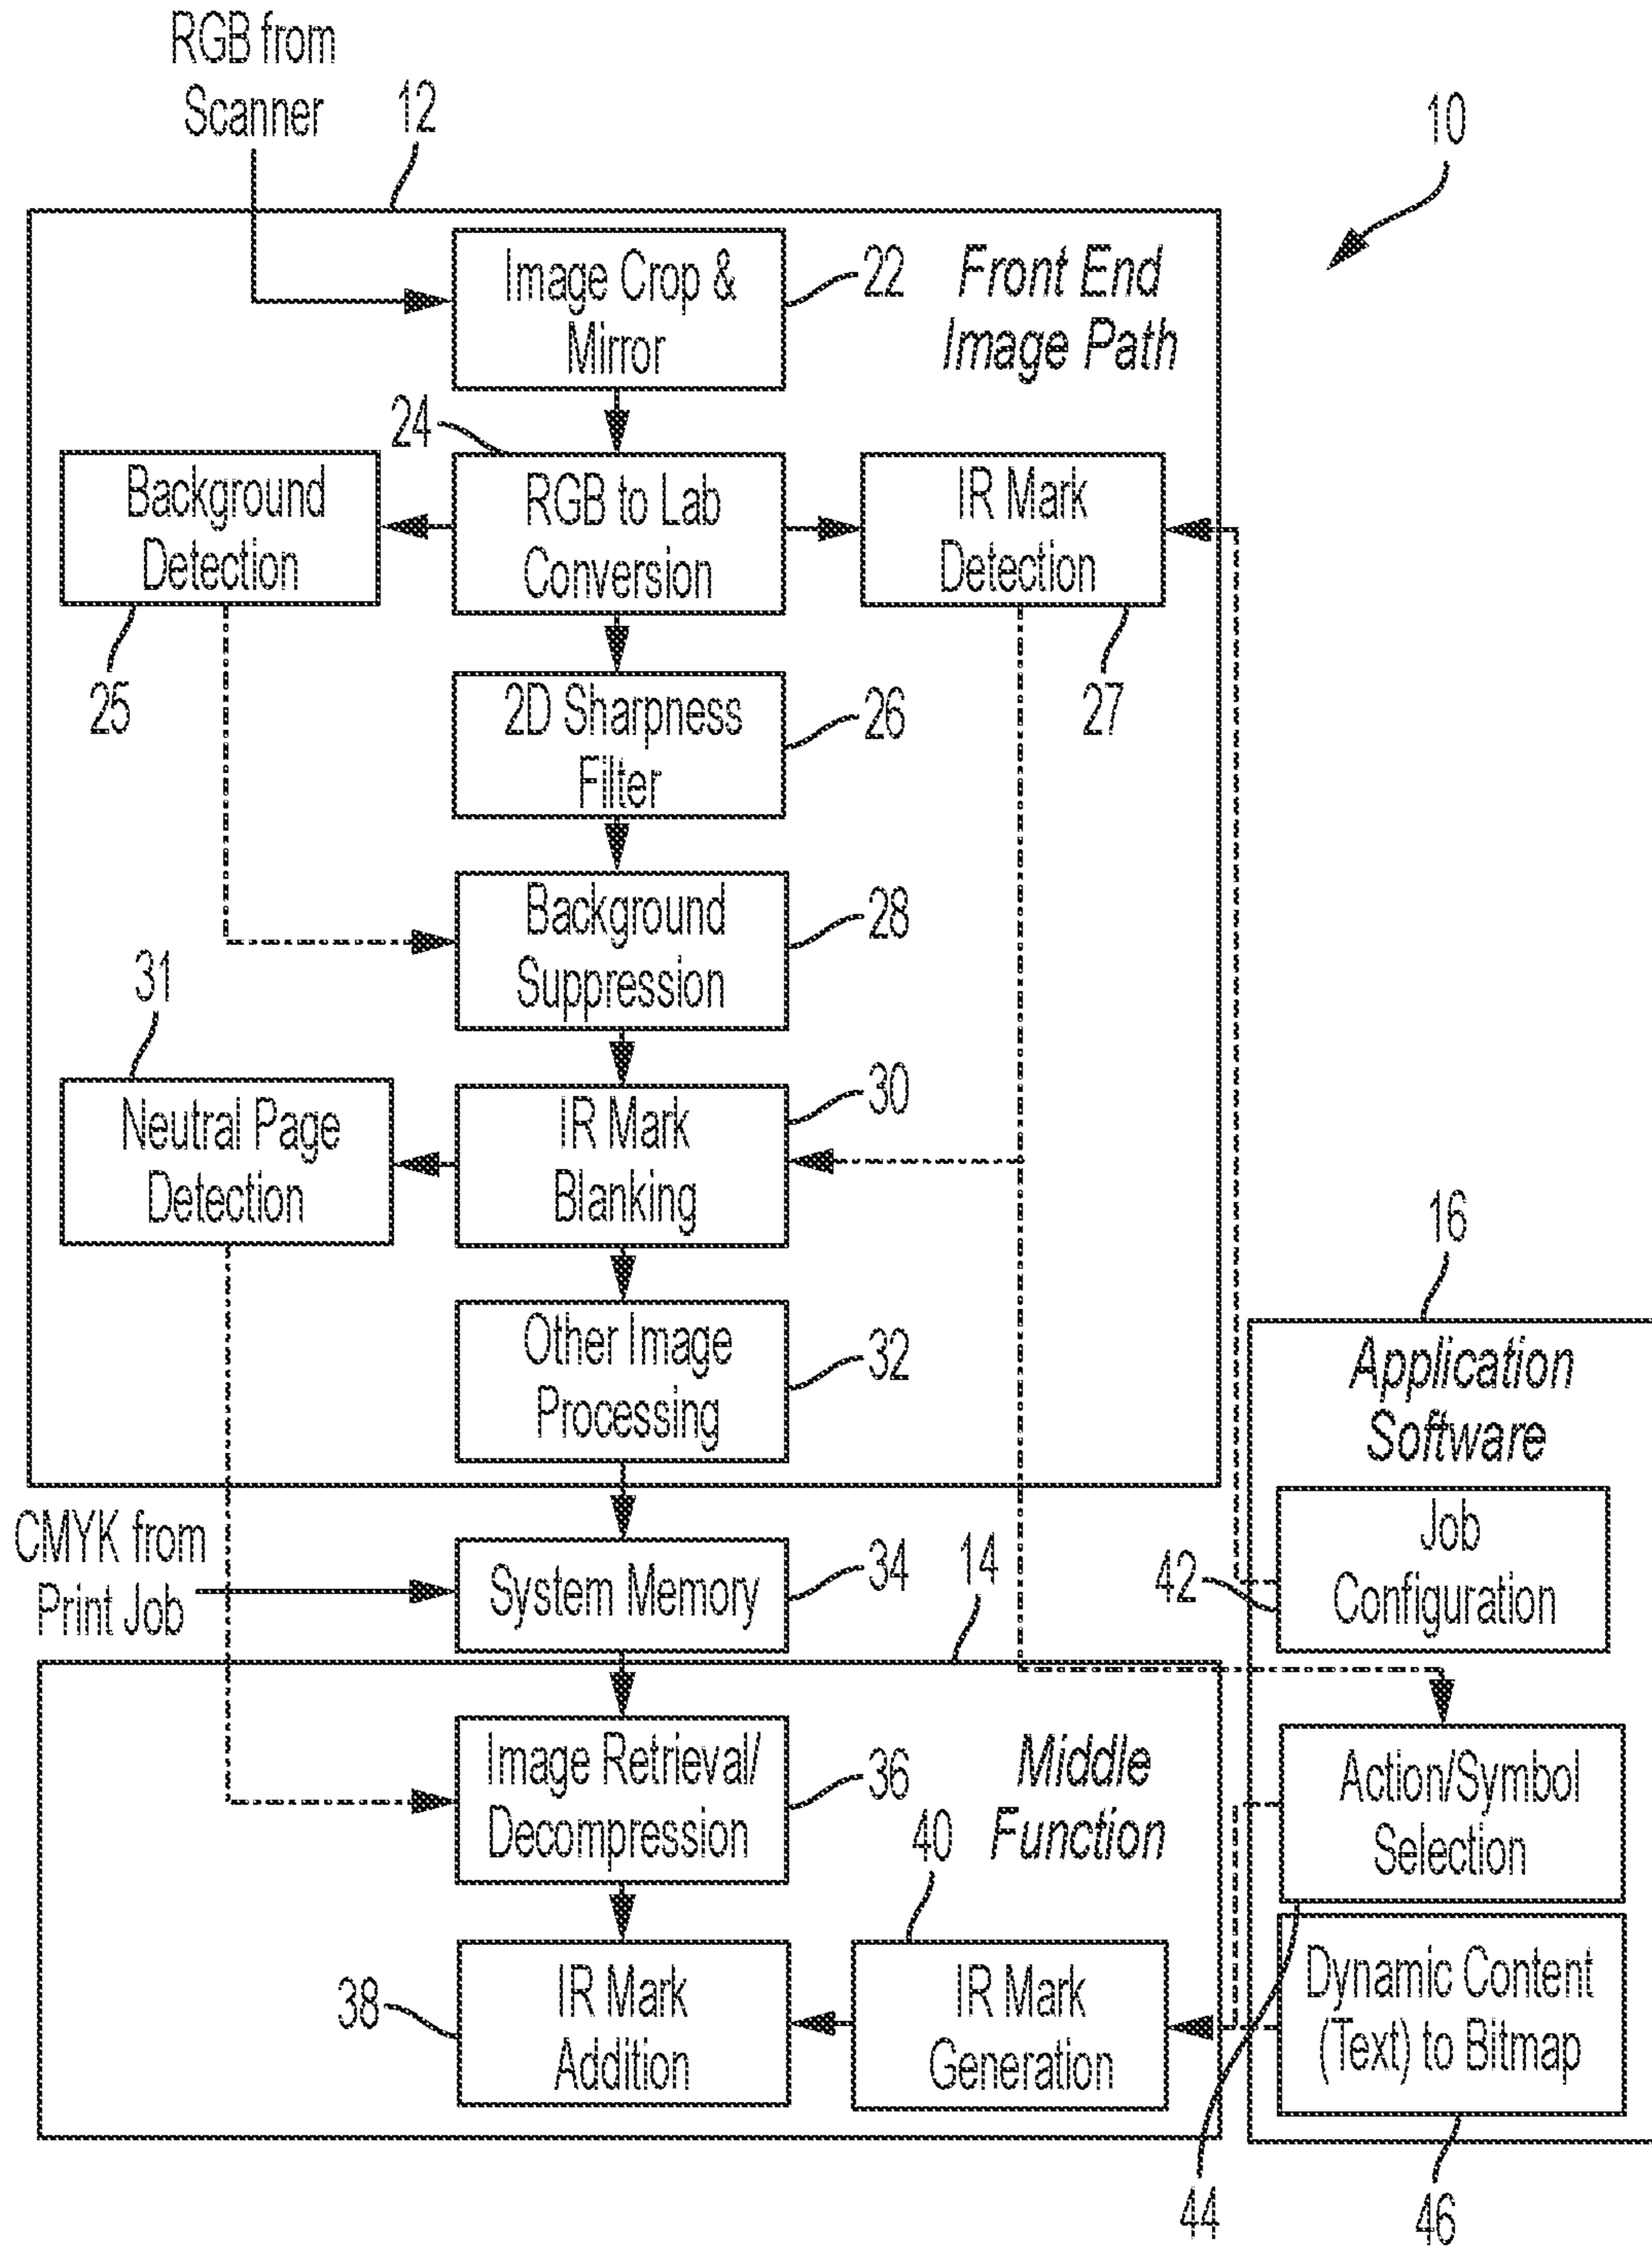 RGB from
Scanner
12
10
Image Crop &
Mirror
22
Front End
Image Path
24
Background
Detection
RGB to Lab
Conversion
IR Mark
Detection
25
27
2D Sharpness
Filter
26
Background
Suppression
28
31
Neutral Page
Detection
IR Mark
Blanking
30
16
Other Image
Processing
32
Application
Software
CMYK from
Print Job
System Memory
34
14
42
Job
Configuration
Image Retrieval/
Decompression
36
Middle
Function
40
Action/Symbol
Selection
38
IR Mark
Addition
IR Mark
Generation
Dynamic Content
(Text) to Bitmap
44
46